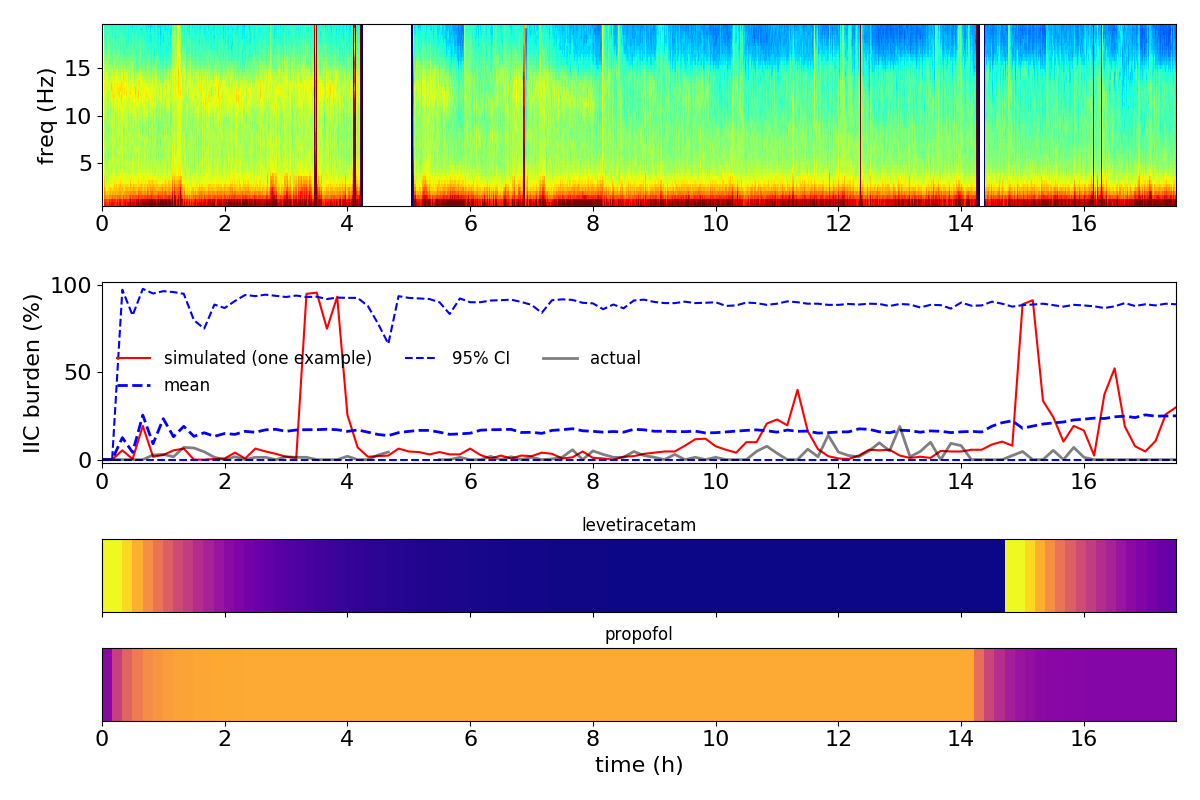 freq (Hz)
15
10
5
0 2 4 6 8 10 12 14 16
IIC burden (%)
100
50
0
simulated (one example) 95% CI actual
mean
0 2 4 6 8 10 12 14 16
levetiracetam
propofol
0 2 4 6 8 10 12 14 16
time (h)